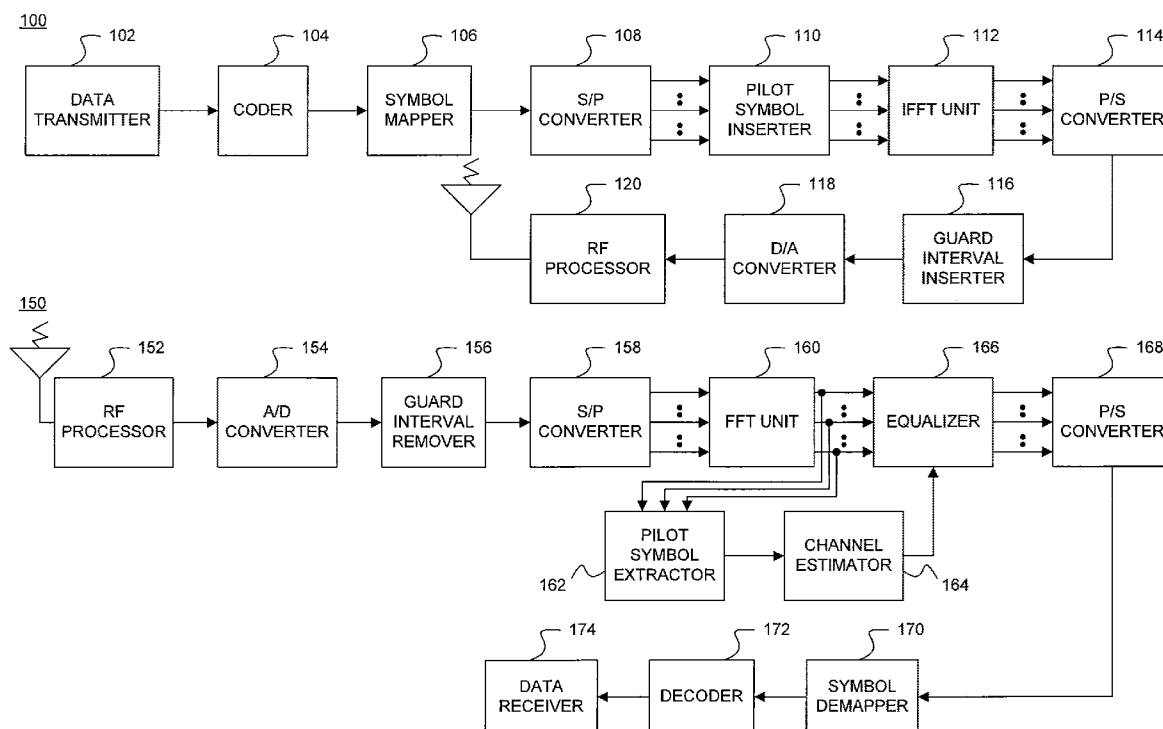 100
102
104
106
108
110
112
114
DATA
TRANSMITTER
CODER
SYMBOL
MAPPER
S/P
CONVERTER
PILOT
SYMBOL
INSERTER
IFFT UNIT
P/S
CONVERTER
120
118
116
RF
PROCESSOR
D/A
CONVERTER
GUARD
INTERVAL
INSERTER
150
152
154
156
158
160
166
168
RF
PROCESSOR
A/D
CONVERTER
GUARD
INTERVAL
REMOVER
S/P
CONVERTER
FFT UNIT
EQUALIZER
P/S
CONVERTER
PILOT
SYMBOL
EXTRACTOR
162
CHANNEL
ESTIMATOR
164
174
172
170
DATA
RECEIVER
DECODER
SYMBOL
DEMAPPER